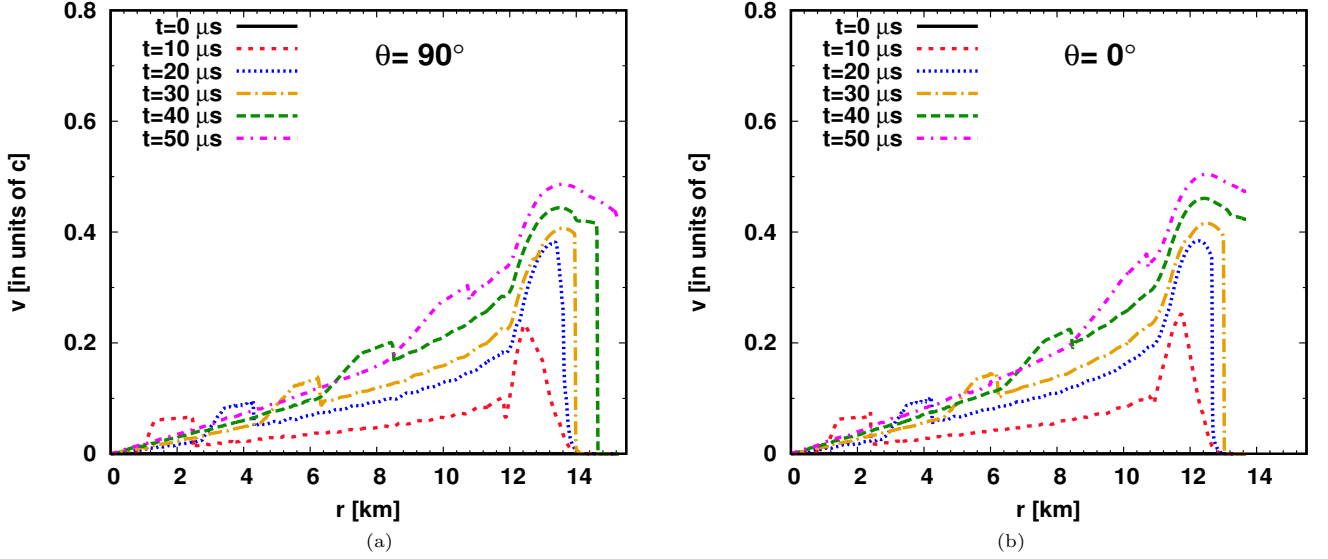 0.8
0.6
0.4
0.2
0
v [in units of c]
t=0 μs
t=10 μs
t=20 μs
t=30 μs
t=40 μs
t=50 μs
θ= 90°
0 2 4 6 8 10 12 14
r [km]
(a)
0.8
0.6
0.4
0.2
0
v [in units of c]
t=0 μs
t=10 μs
t=20 μs
t=30 μs
t=40 μs
t=50 μs
θ= 0°
0 2 4 6 8 10 12 14
r [km]
(b)